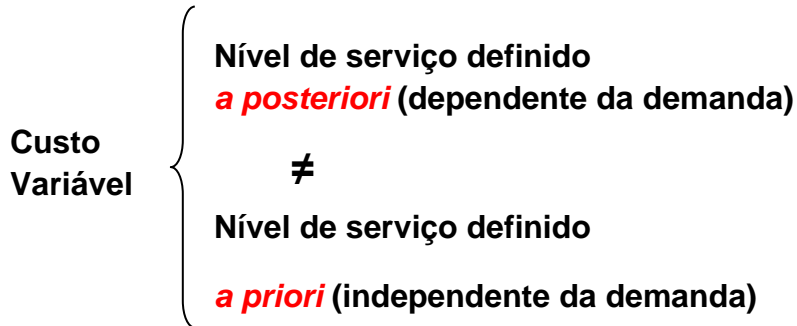 Custo
Variável
Nível de serviço definido
a posteriori (dependente da demanda)
≠
Nível de serviço definido
a priori (independente da demanda)